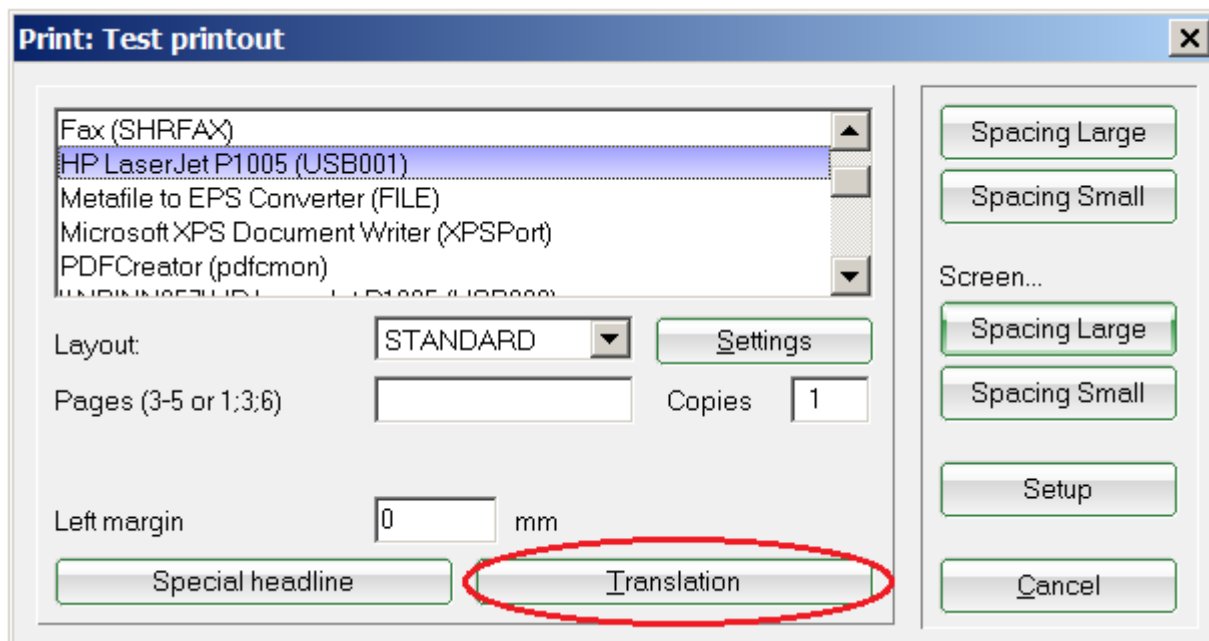 Print: Test printout
Fax (SHRFAX)
HP LaserJet P1005 (USB001)
Metafile to EPS Converter (FILE)
Microsoft XPS Document Writer (XPSPort)
PDFCreator (pdfcmon)
Layout:
STANDARD
Settings
Pages (3-5 or 1;3;6)
Copies
1
Left margin
0
mm
Special headline
Translation
Spacing Large
Spacing Small
Screen...
Spacing Large
Spacing Small
Setup
Cancel